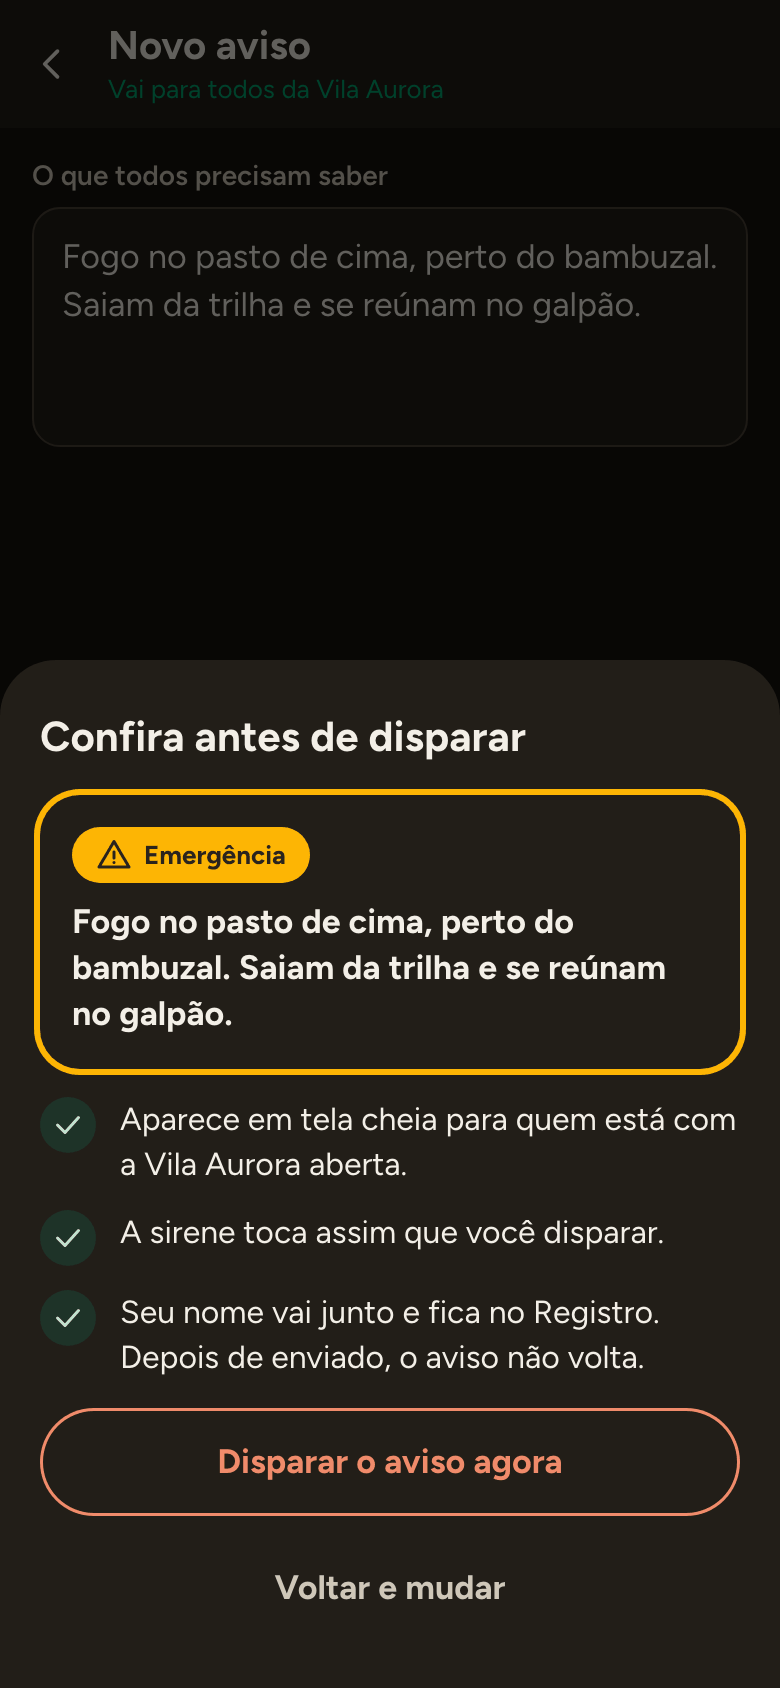 Novo aviso
Vai para todos da Vila Aurora
O que todos precisam saber
Fogo no pasto de cima, perto do bambuzal.
Saiam da trilha e se reúnam no galpão.
Confira antes de disparar
Emergência
Fogo no pasto de cima, perto do
bambuzal. Saiam da trilha e se reúnam
no galpão.
Aparece em tela cheia para quem está com
a Vila Aurora aberta.
A sirene toca assim que você disparar.
Seu nome vai junto e fica no Registro.
Depois de enviado, o aviso não volta.
Disparar o aviso agora
Voltar e mudar